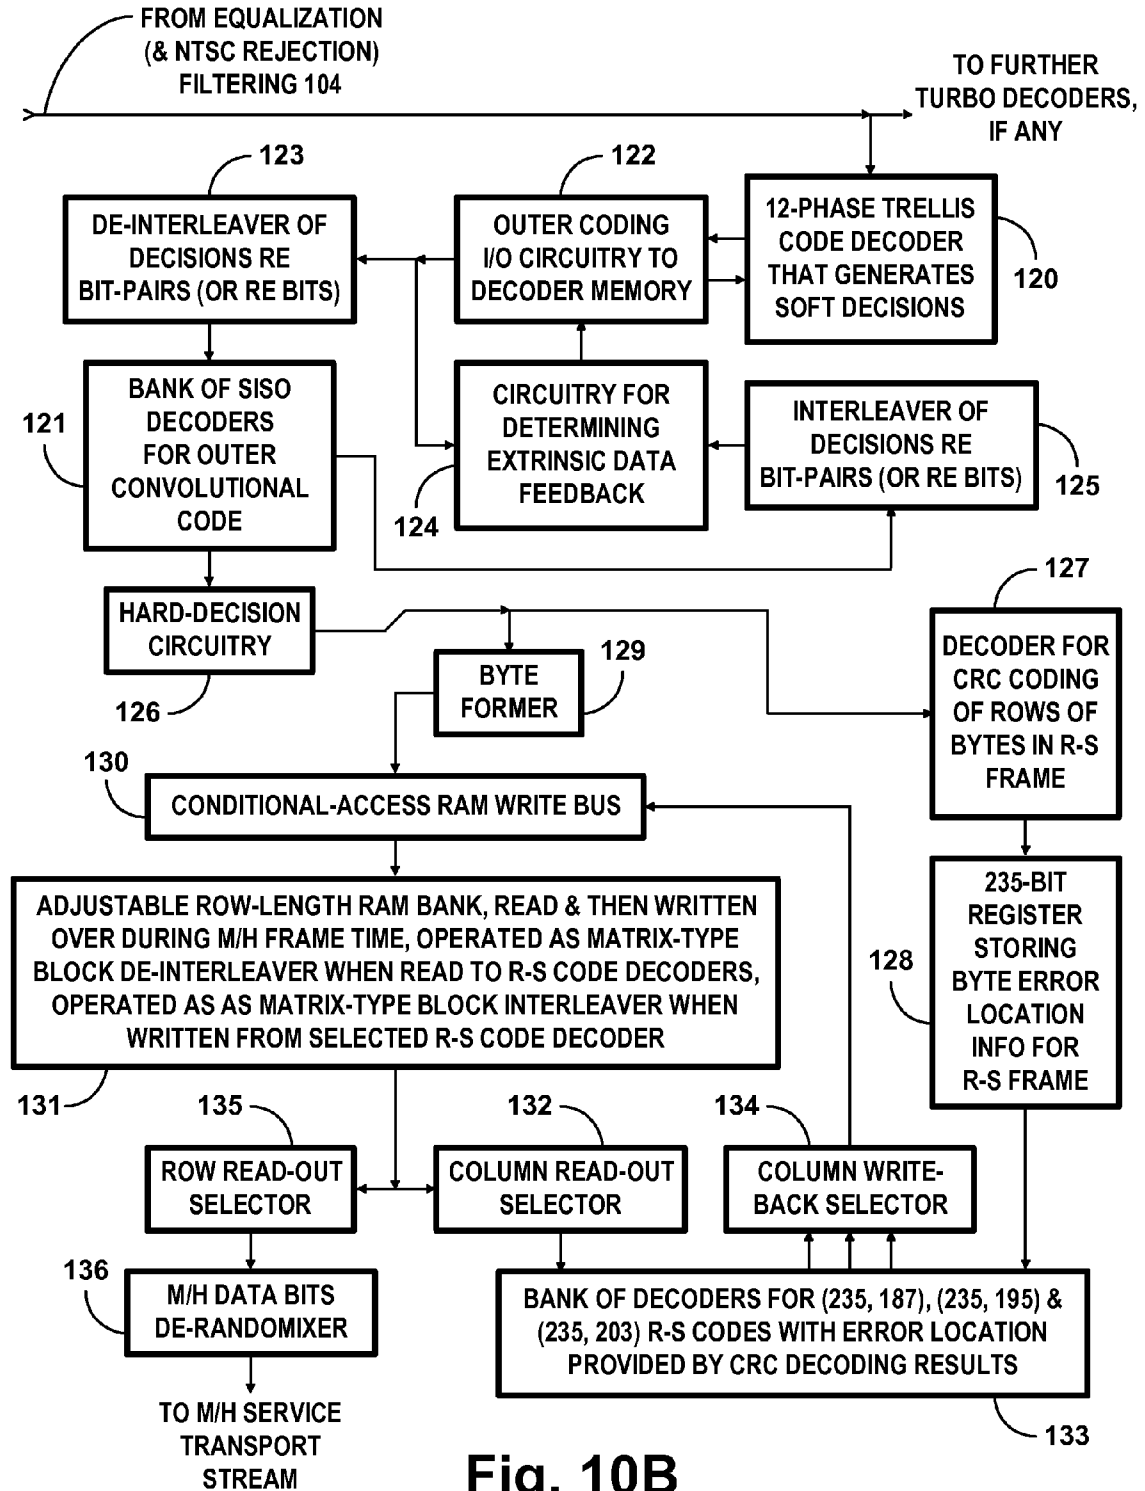 FROM EQUALIZATION
(& NTSC REJECTION)
FILTERING 104
TO FURTHER
TURBO DECODERS,
IF ANY
123
DE-INTERLEAVER OF
DECISIONS RE
BIT-PAIRS (OR RE BITS)
122
OUTER CODING
I/O CIRCUITRY TO
DECODER MEMORY
12-PHASE TRELLIS
CODE DECODER
THAT GENERATES
SOFT DECISIONS
120
121
BANK OF SISO
DECODERS
FOR OUTER
CONVOLUTIONAL
CODE
CIRCUITRY FOR
DETERMINING
EXTRINSIC DATA
FEEDBACK
124
INTERLEAVER OF
DECISIONS RE
BIT-PAIRS (OR RE BITS)
125
HARD-DECISION
CIRCUITRY
126
BYTE
FORMER
129
127
DECODER FOR
CRC CODING
OF ROWS OF
BYTES IN R-S
FRAME
130
CONDITIONAL-ACCESS RAM WRITE BUS
ADJUSTABLE ROW-LENGTH RAM BANK, READ & THEN WRITTEN
OVER DURING M/H FRAME TIME, OPERATED AS MATRIX-TYPE
BLOCK DE-INTERLEAVER WHEN READ TO R-S CODE DECODERS,
OPERATED AS AS MATRIX-TYPE BLOCK INTERLEAVER WHEN
WRITTEN FROM SELECTED R-S CODE DECODER
131
128
235-BIT
REGISTER
STORING
BYTE ERROR
LOCATION
INFO FOR
R-S FRAME
135
ROW READ-OUT
SELECTOR
132
COLUMN READ-OUT
SELECTOR
134
COLUMN WRITE-
BACK SELECTOR
136
M/H DATA BITS
DE-RANDOMIXER
BANK OF DECODERS FOR (235, 187), (235, 195) &
(235, 203) R-S CODES WITH ERROR LOCATION
PROVIDED BY CRC DECODING RESULTS
133
TO M/H SERVICE
TRANSPORT
STREAM
Fig. 10B